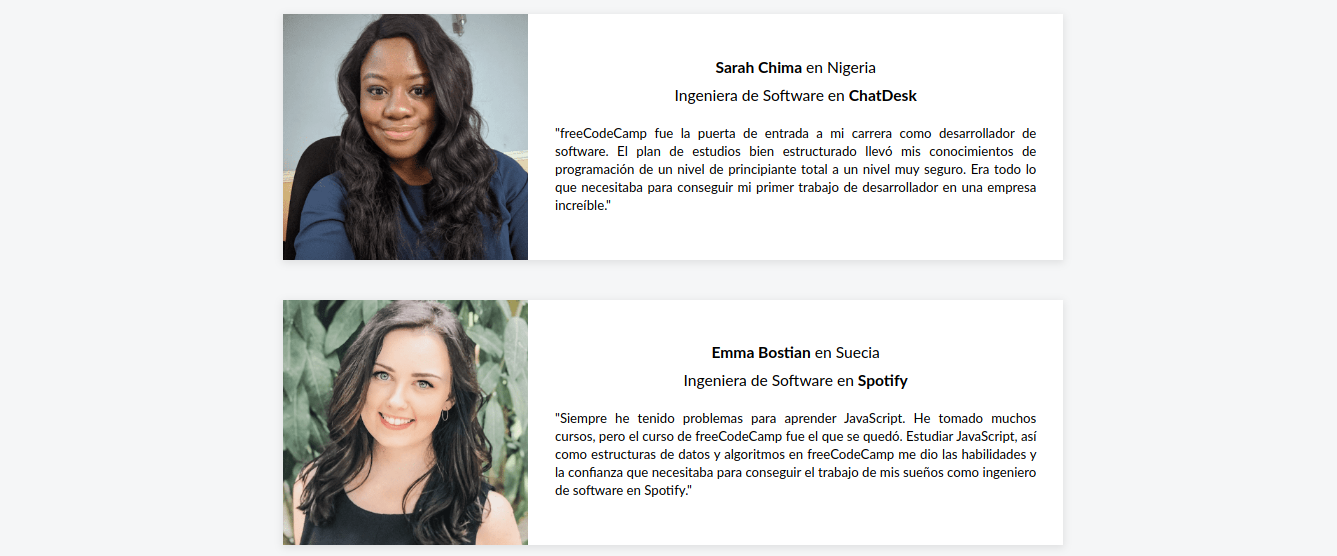 Sarah Chima en Nigeria
Ingeniera de Software en ChatDesk
"freeCodeCamp fue la puerta de entrada a mi carrera como desarrollador de
software. El plan de estudios bien estructurado llevó mis conocimientos de
programación de un nivel de principiante total a un nivel muy seguro. Era todo lo
que necesitaba para conseguir mi primer trabajo de desarrollador en una empresa
increíble."
Emma Bostian en Suecia
Ingeniera de Software en Spotify
"Siempre he tenido problemas para aprender JavaScript. He tomado muchos
cursos, pero el curso de freeCodeCamp fue el que se quedó. Estudiar JavaScript, así
como estructuras de datos y algoritmos en freeCodeCamp me dio las habilidades y
la confianza que necesitaba para conseguir el trabajo de mis sueños como ingeniero
de software en Spotify."